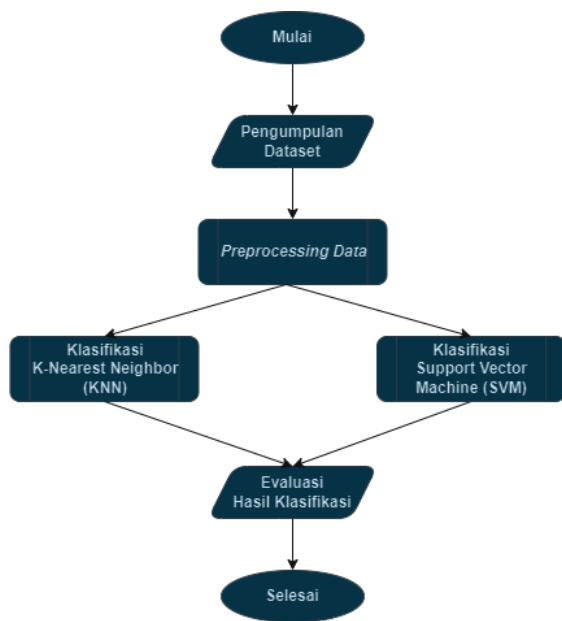 Mulai
Pengumpulan
Dataset
Preprocessing Data
Klasifikasi
K-Nearest Neighbor
(KNN)
Klasifikasi
Support Vector
Machine (SVM)
Evaluasi
Hasil Klasifikasi
Selesai